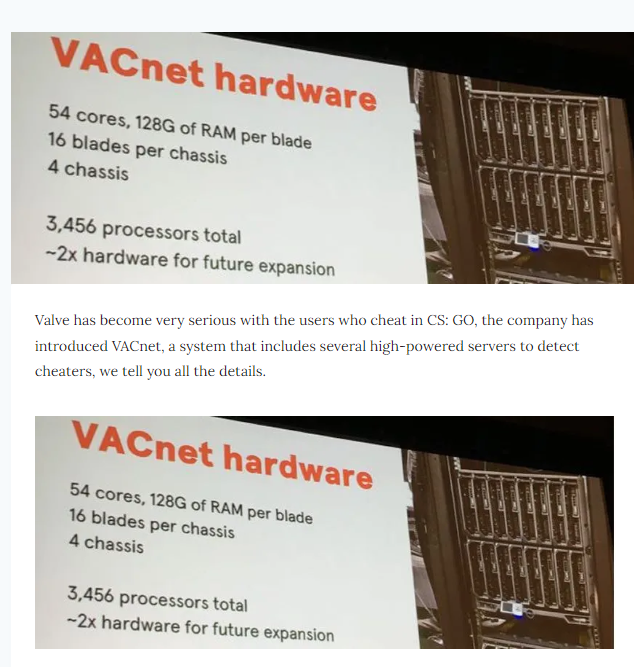 VACnet hardware
54 cores, 128G of RAM per blade
16 blades per chassis
4 chassis
3,456 processors total
~2x hardware for future expansion
Valve has become very serious with the users who cheat in CS: GO, the company has
introduced VACnet, a system that includes several high-powered servers to detect
cheaters, we tell you all the details.
VACnet hardware
54 cores, 128G of RAM per blade
16 blades per chassis
4 chassis
3,456 processors total
~2x hardware for future expansion